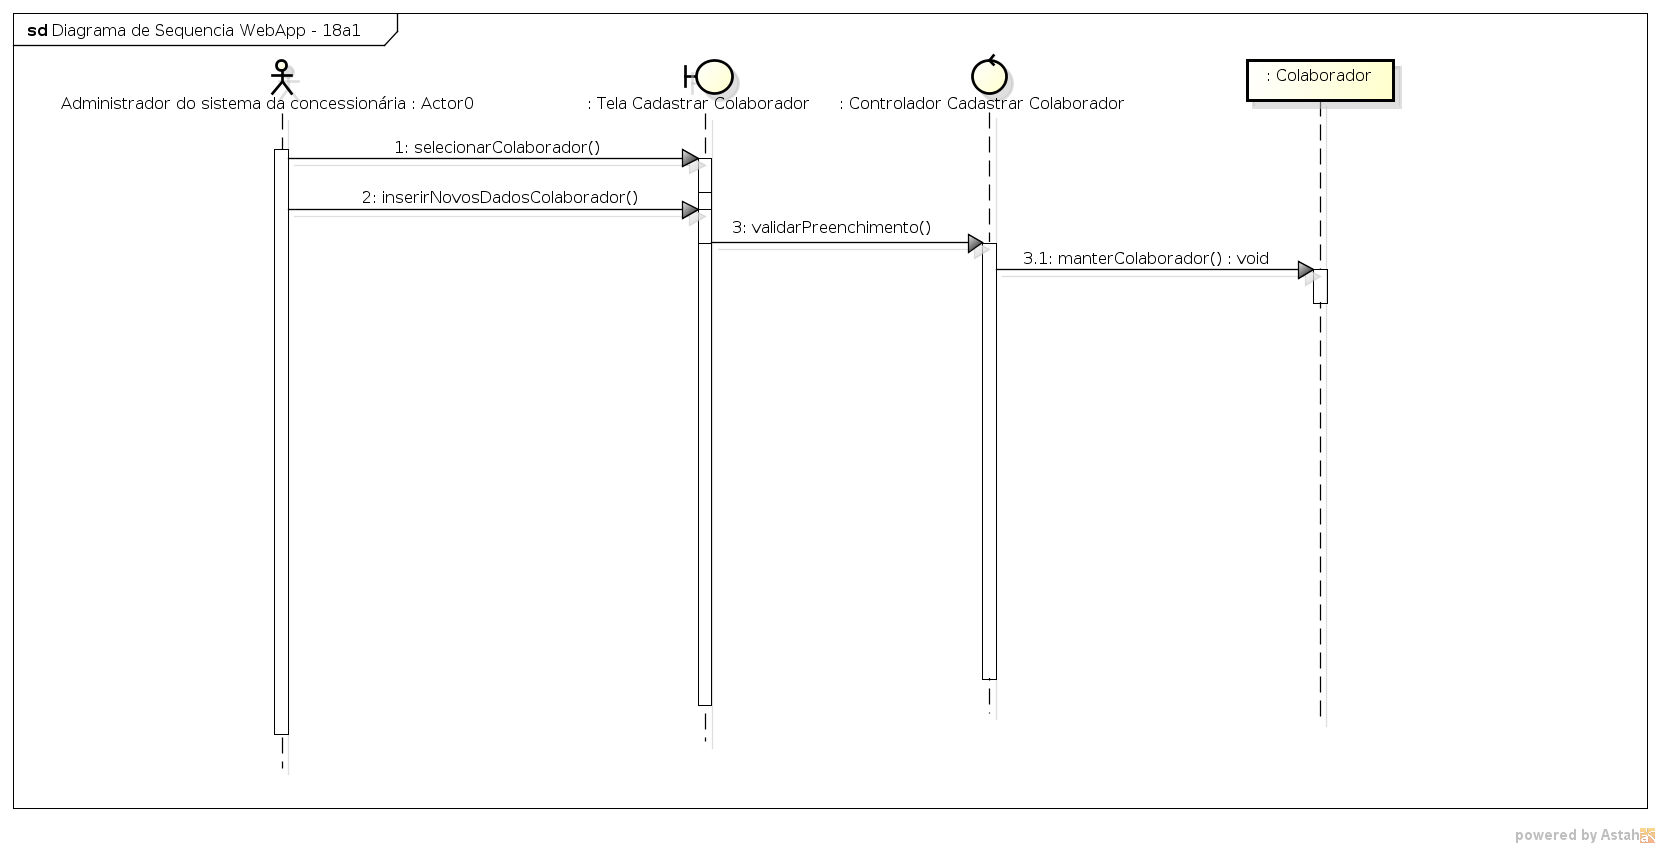 sd Diagrama de Sequencia WebApp - 18a1
Administrador do sistema da concessionária : Actor0
: Tela Cadastrar Colaborador
: Controlador Cadastrar Colaborador
: Colaborador
1: selecionarColaborador()
2: inserirNovosDadosColaborador()
3: validarPreenchimento()
3.1: manterColaborador() : void
powered by Astah